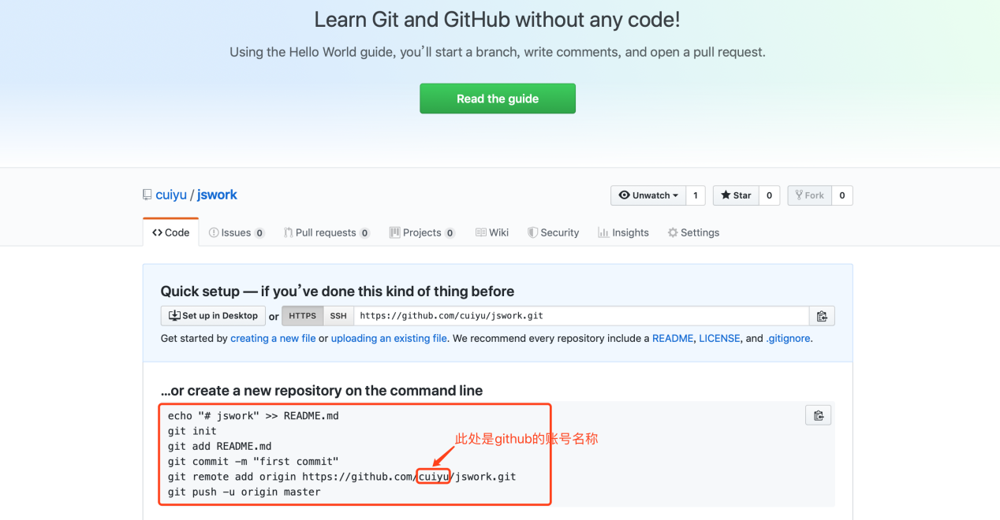 Learn Git and GitHub without any code!
Using the Hello World guide, you’ll start a branch, write comments, and open a pull request.
Read the guide
cuiyu / jswork
Unwatch 1 Star 0 Fork 0
Code Issues 0 Pull requests 0 Projects 0 Wiki Security Insights Settings
Quick setup — if you’ve done this kind of thing before
Set up in Desktop or HTTPS SSH https://github.com/cuiyu/jswork.git
Get started by creating a new file or uploading an existing file. We recommend every repository include a README, LICENSE, and .gitignore.
…or create a new repository on the command line
echo "# jswork" >> README.md
git init
此处是github的账号名称
git add README.md
git commit -m "first commit"
git remote add origin https://github.com/cuiyu/jswork.git
git push -u origin master